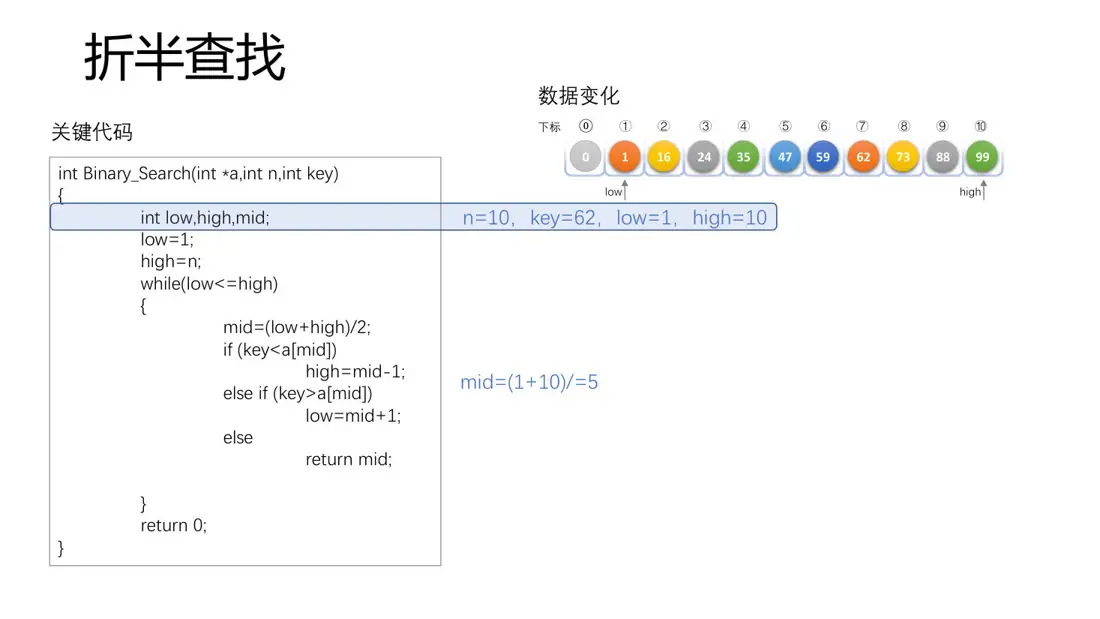 折半查找
关键代码
int Binary_Search(int *a,int n,int key)
{
int low,high,mid;
low=1;
high=n;
while(low<=high)
{
mid=(low+high)/2;
if (key<a[mid])
high=mid-1;
else if (key>a[mid])
low=mid+1;
else
return mid;
}
return 0;
}
数据变化
下标 ⓪ ① ② ③ ④ ⑤ ⑥ ⑦ ⑧ ⑨ ⑩
0 1 16 24 35 47 59 62 73 88 99
low high
n=10，key=62，low=1，high=10
mid=(1+10)/=5